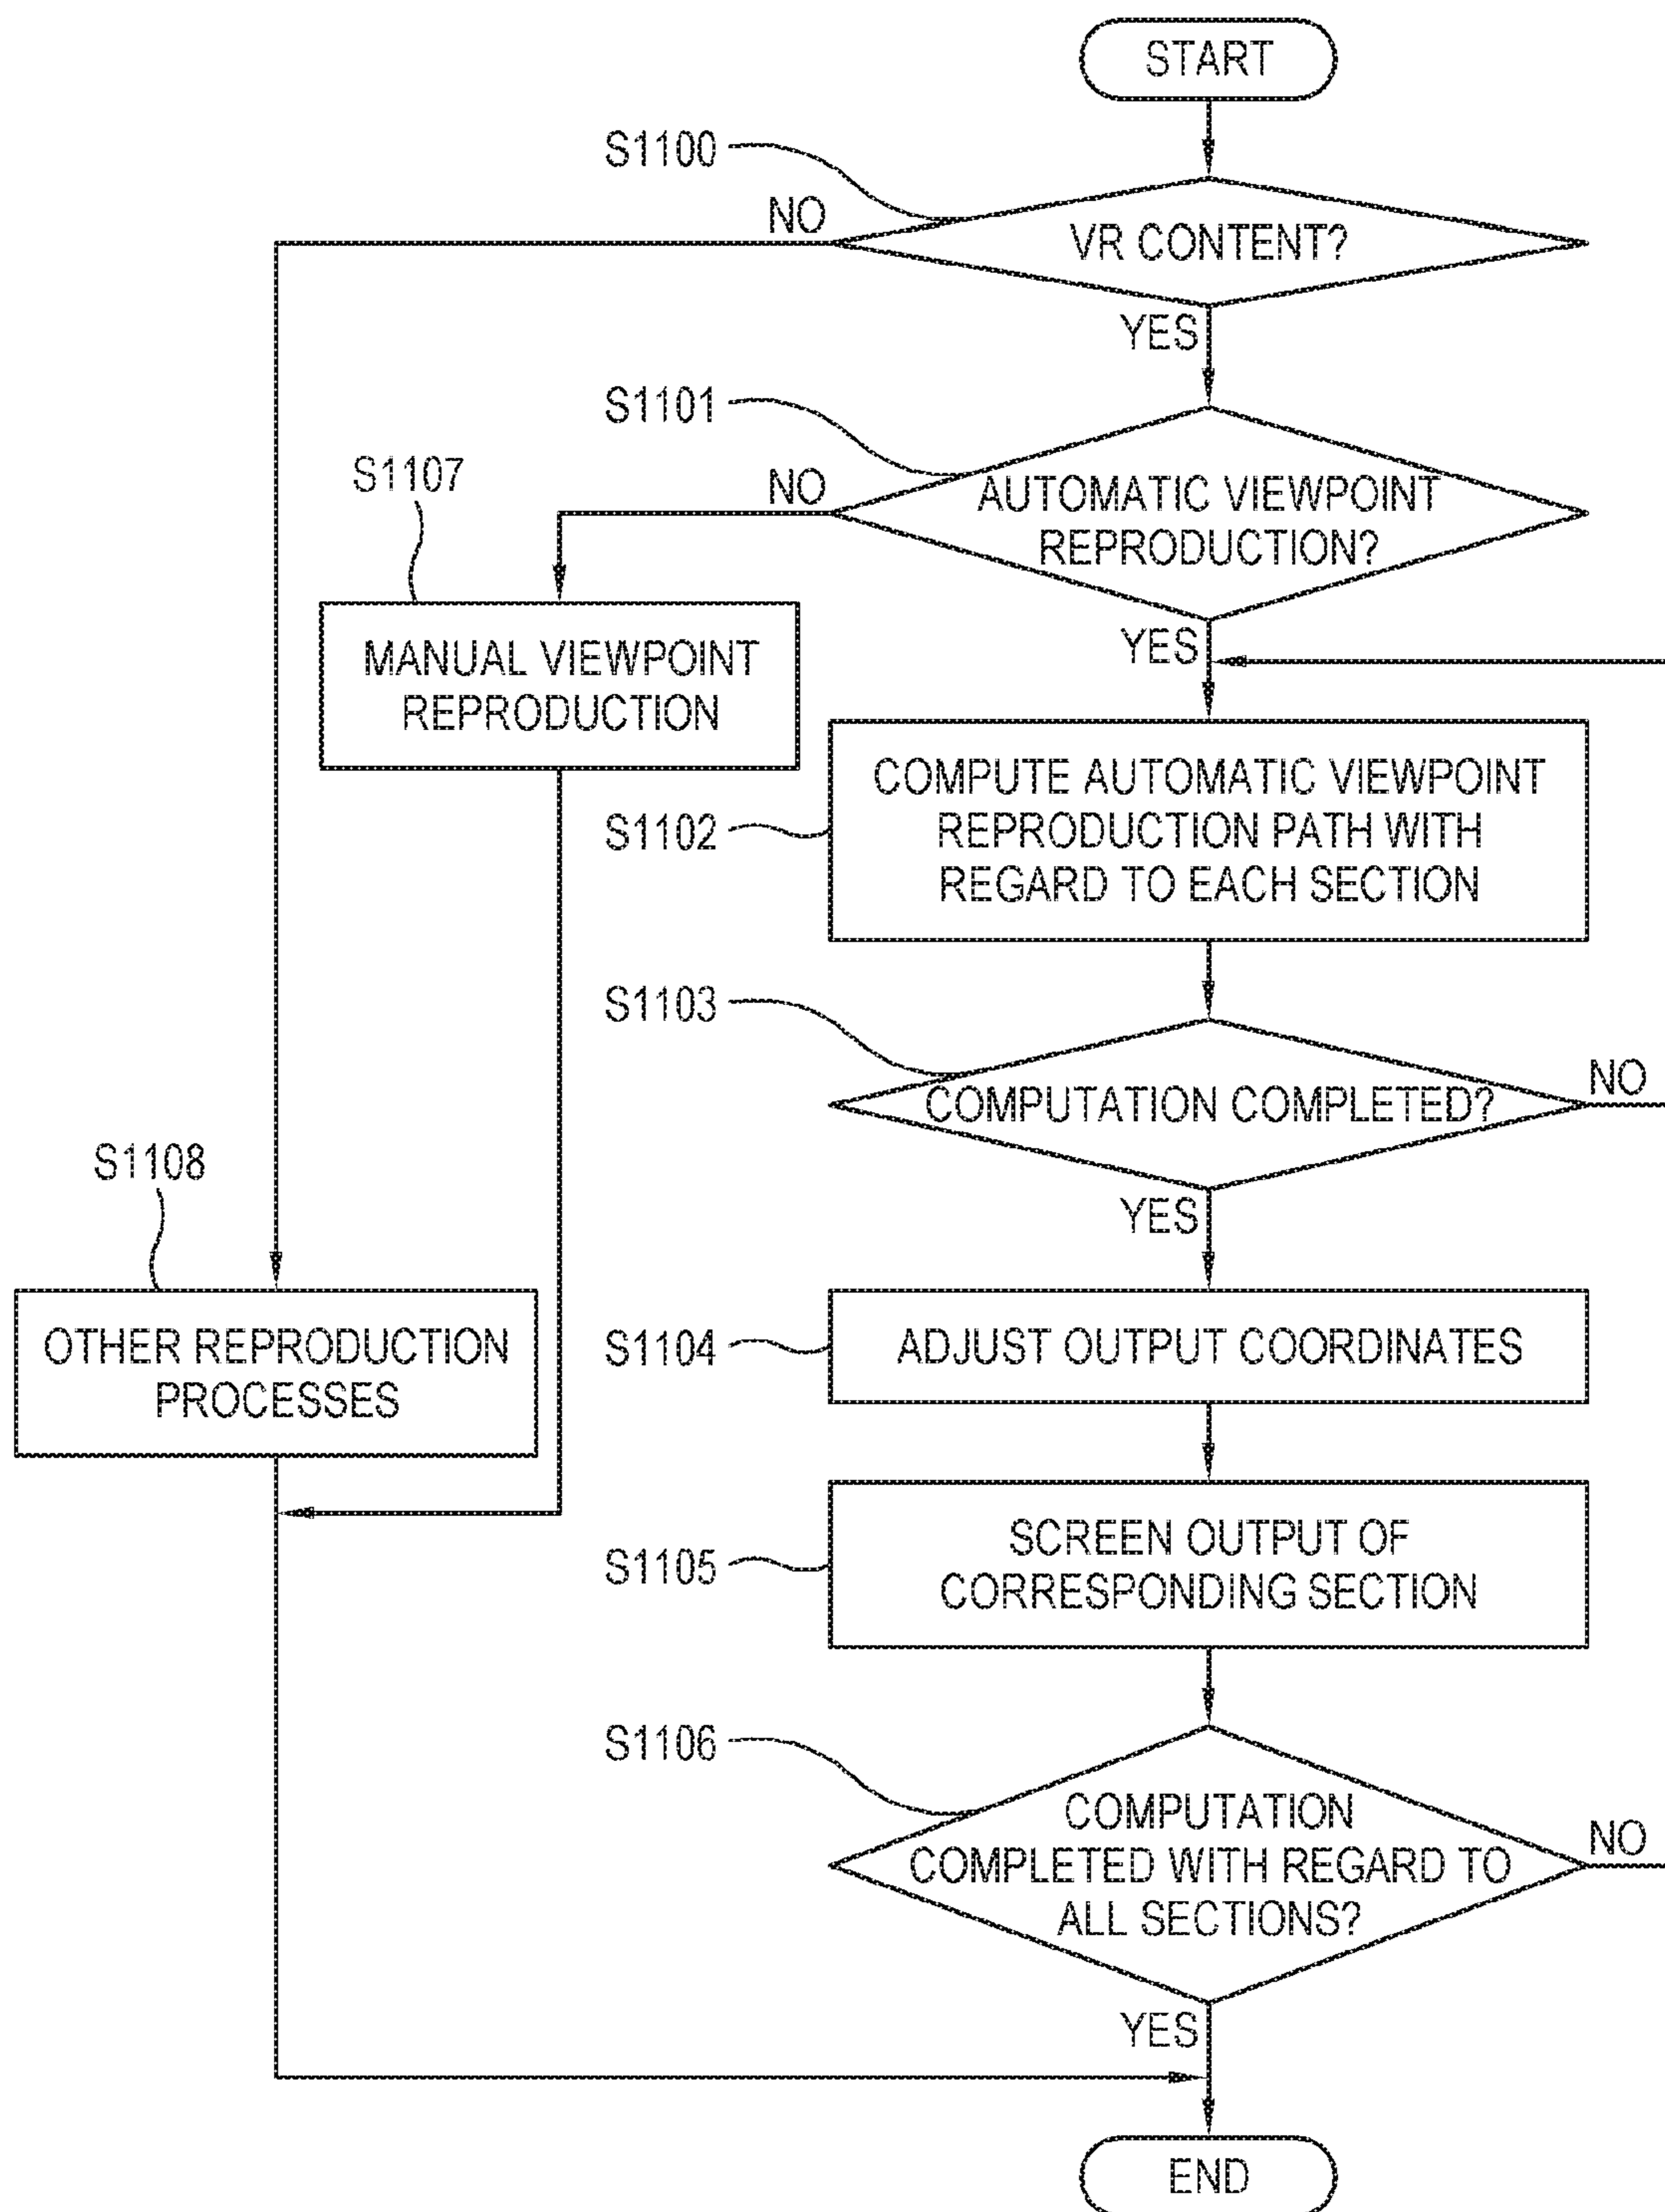 START
S1100
NO
VR CONTENT?
YES
S1101
S1107
NO
AUTOMATIC VIEWPOINT
REPRODUCTION?
MANUAL VIEWPOINT
REPRODUCTION
YES
S1102
COMPUTE AUTOMATIC VIEWPOINT
REPRODUCTION PATH WITH
REGARD TO EACH SECTION
S1103
COMPUTATION COMPLETED?
NO
S1108
YES
OTHER REPRODUCTION
PROCESSES
S1104
ADJUST OUTPUT COORDINATES
S1105
SCREEN OUTPUT OF
CORRESPONDING SECTION
S1106
COMPUTATION
COMPLETED WITH REGARD TO
ALL SECTIONS?
NO
YES
END